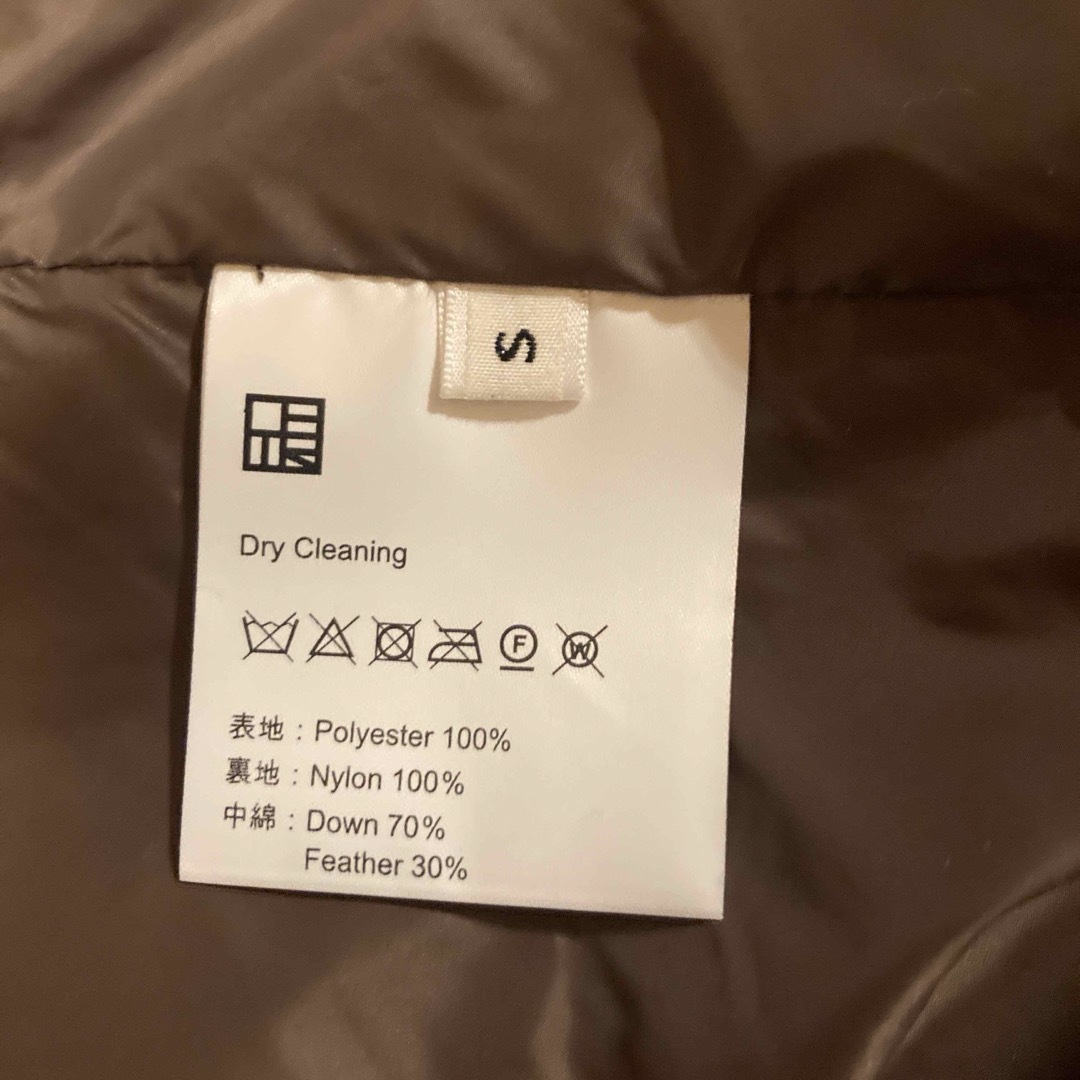 S
Dry Cleaning
F W
表地 : Polyester 100%
裏地 : Nylon 100%
中綿 : Down 70%
Feather 30%